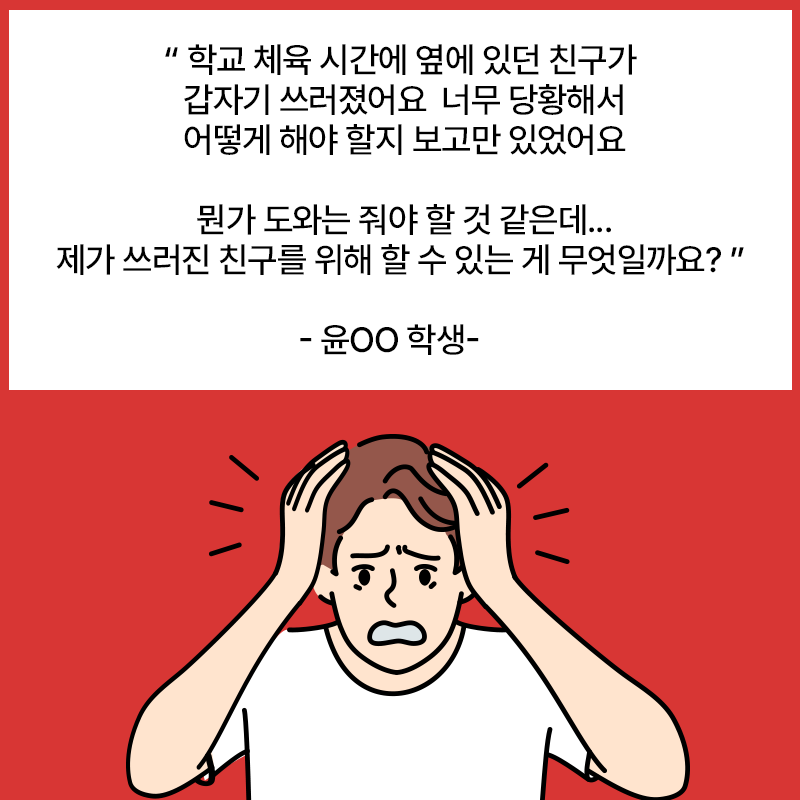 “ 학교 체육 시간에 옆에 있던 친구가
갑자기 쓰러졌어요 너무 당황해서
어떻게 해야 할지 보고만 있었어요
뭔가 도와는 줘야 할 것 같은데...
제가 쓰러진 친구를 위해 할 수 있는 게 무엇일까요? ”
- 윤OO 학생-